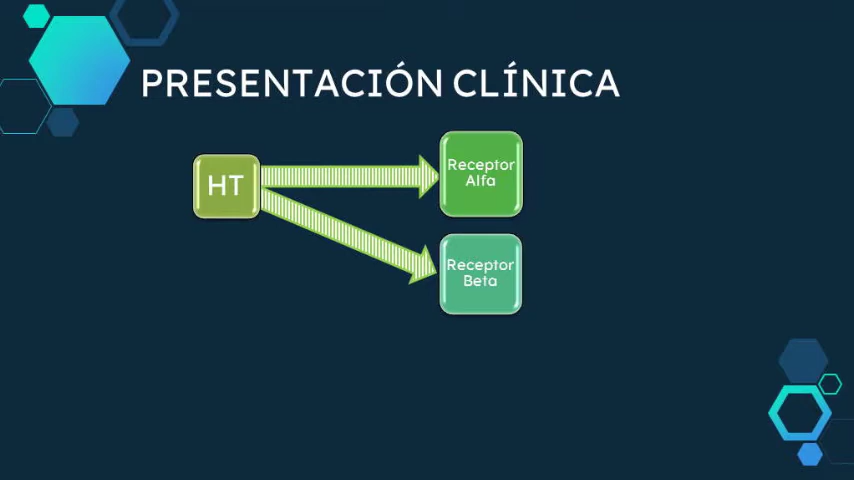 PRESENTACIÓN CLÍNICA
HT
Receptor
Alfa
Receptor
Beta